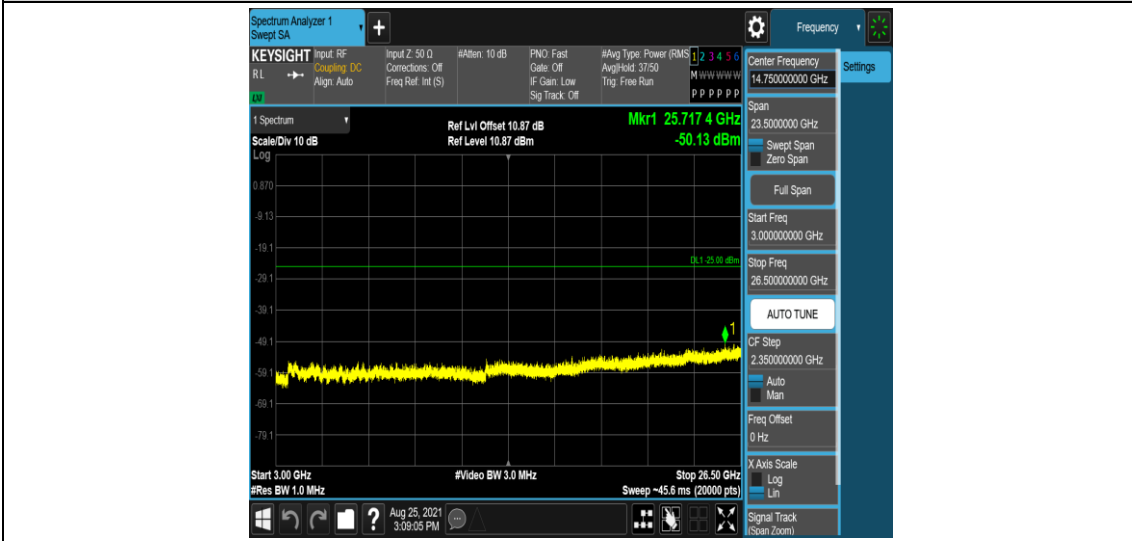 Spectrum Analyzer 1
Swept SA
+
Frequency
KEYSIGHT
RL
LM
Input: RF
Coupling: DC
Align: Auto
Input Z: 50 Ω
Corrections: Off
Freq Ref: Int (S)
#Atten: 10 dB
PNO: Fast
Gate: Off
IF Gain: Low
Sig Track: Off
#Avg Type: Power (RMS
Avg|Hold: 37/50
Trig: Free Run
1 2 3 4 5 6
M W W W W W
P P P P P P
1 Spectrum
Scale/Div 10 dB
Log
Ref Lvl Offset 10.87 dB
Ref Level 10.87 dBm
Mkr1 25.717 4 GHz
-50.13 dBm
0.870
-9.13
-19.1
DL1 -25.00 dBm
-29.1
-39.1
1
-49.1
-59.1
-69.1
-79.1
Start 3.00 GHz
#Video BW 3.0 MHz
Stop 26.50 GHz
#Res BW 1.0 MHz
Sweep ~45.6 ms (20000 pts)
?
Aug 25, 2021
3:09:05 PM
Center Frequency
14.750000000 GHz
Settings
Span
23.5000000 GHz
Swept Span
Zero Span
Full Span
Start Freq
3.000000000 GHz
Stop Freq
26.500000000 GHz
AUTO TUNE
CF Step
2.350000000 GHz
Auto
Man
Freq Offset
0 Hz
X Axis Scale
Log
Lin
Signal Track
(Span Zoom)